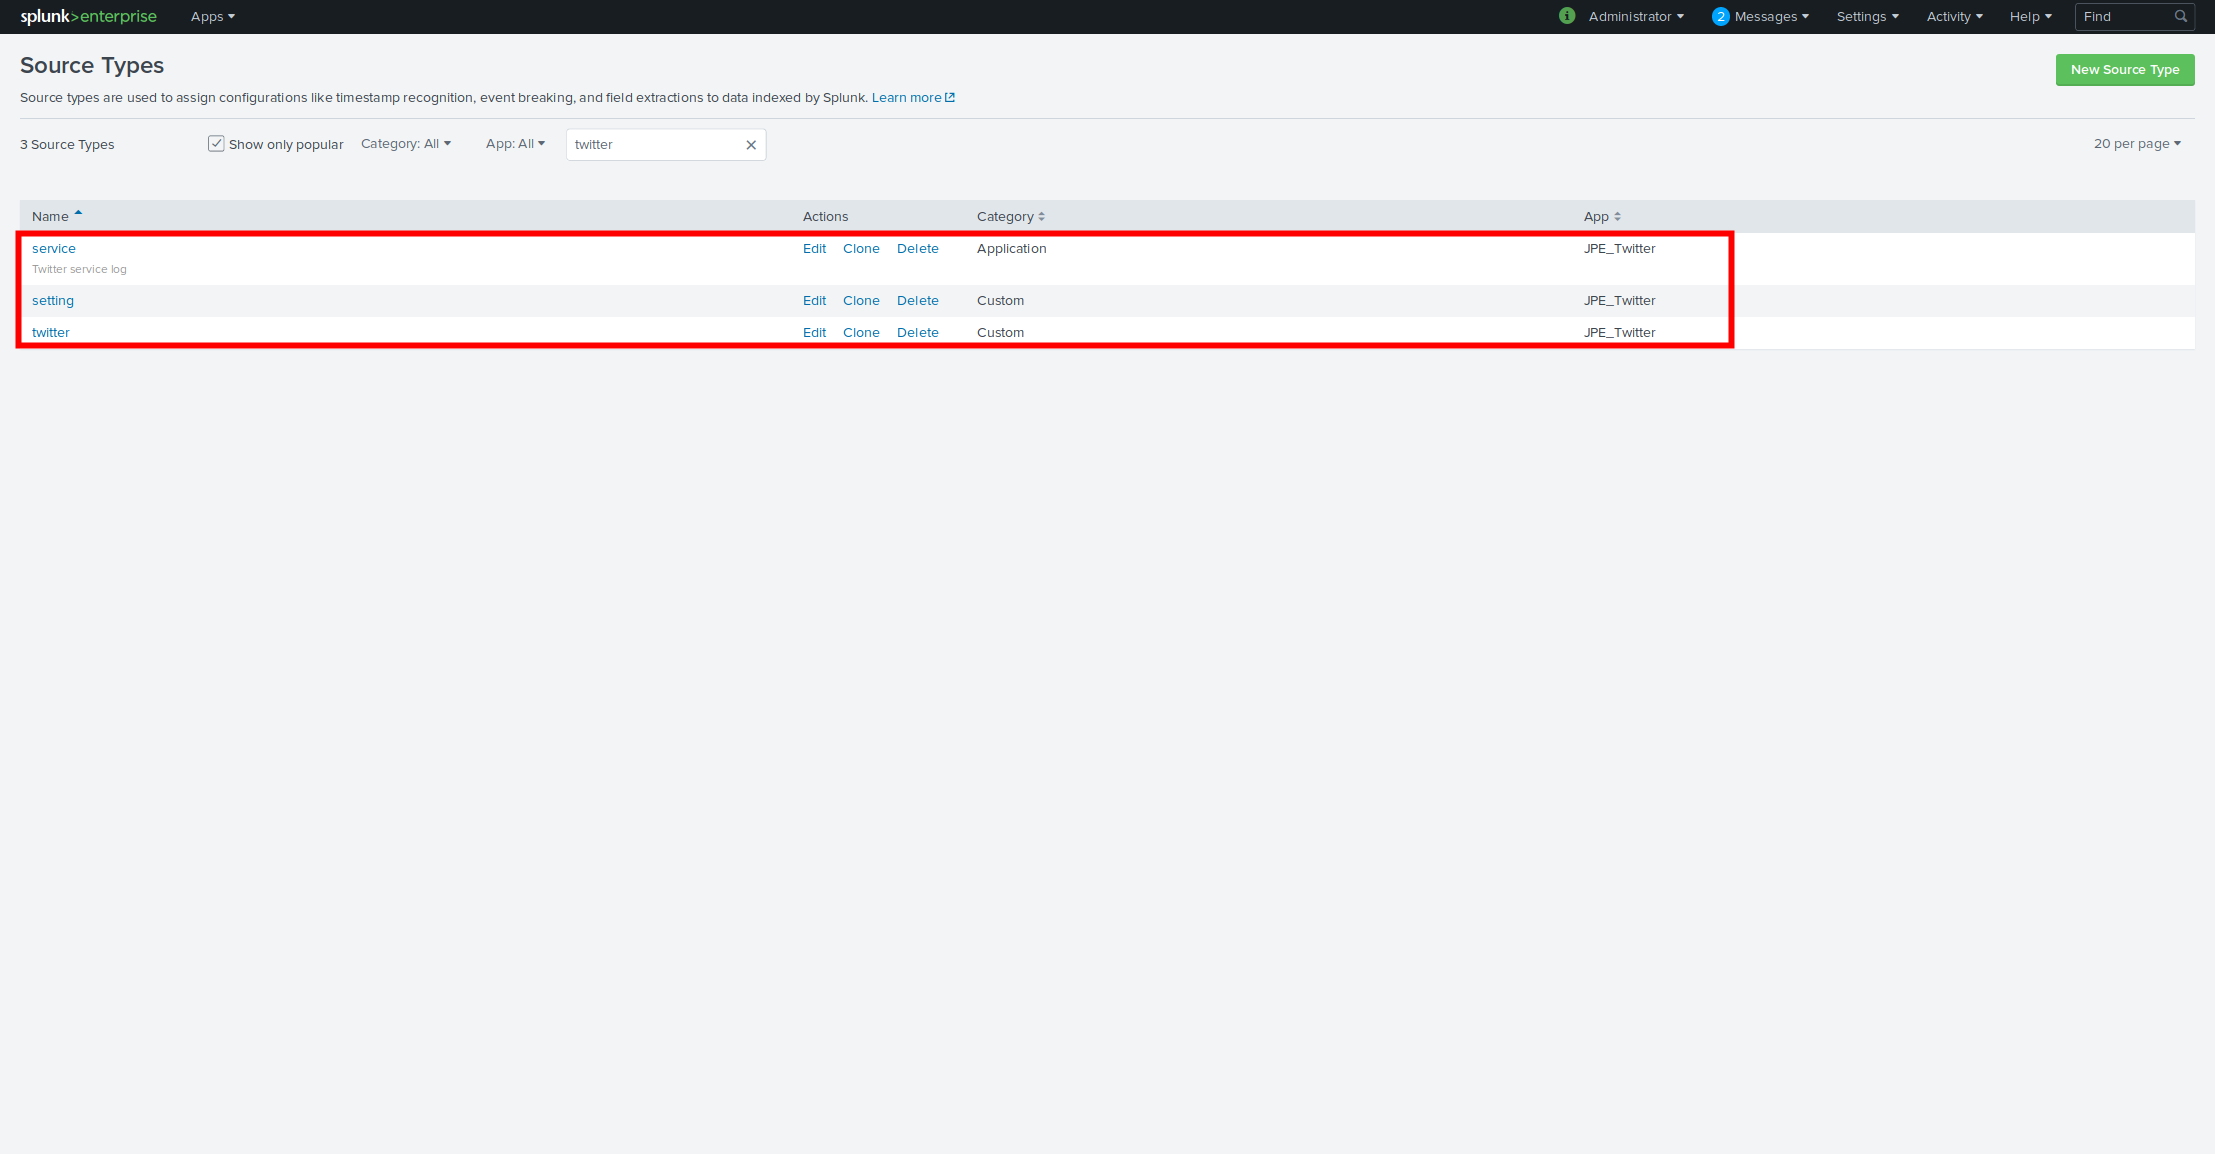 splunk>enterprise Apps Administrator 2 Messages Settings Activity Help Find
Source Types
New Source Type
Source types are used to assign configurations like timestamp recognition, event breaking, and field extractions to data indexed by Splunk. Learn more
3 Source Types Show only popular Category: All App: All twitter 20 per page
Name Actions Category App
service Edit Clone Delete Application JPE_Twitter
Twitter service log
setting Edit Clone Delete Custom JPE_Twitter
twitter Edit Clone Delete Custom JPE_Twitter